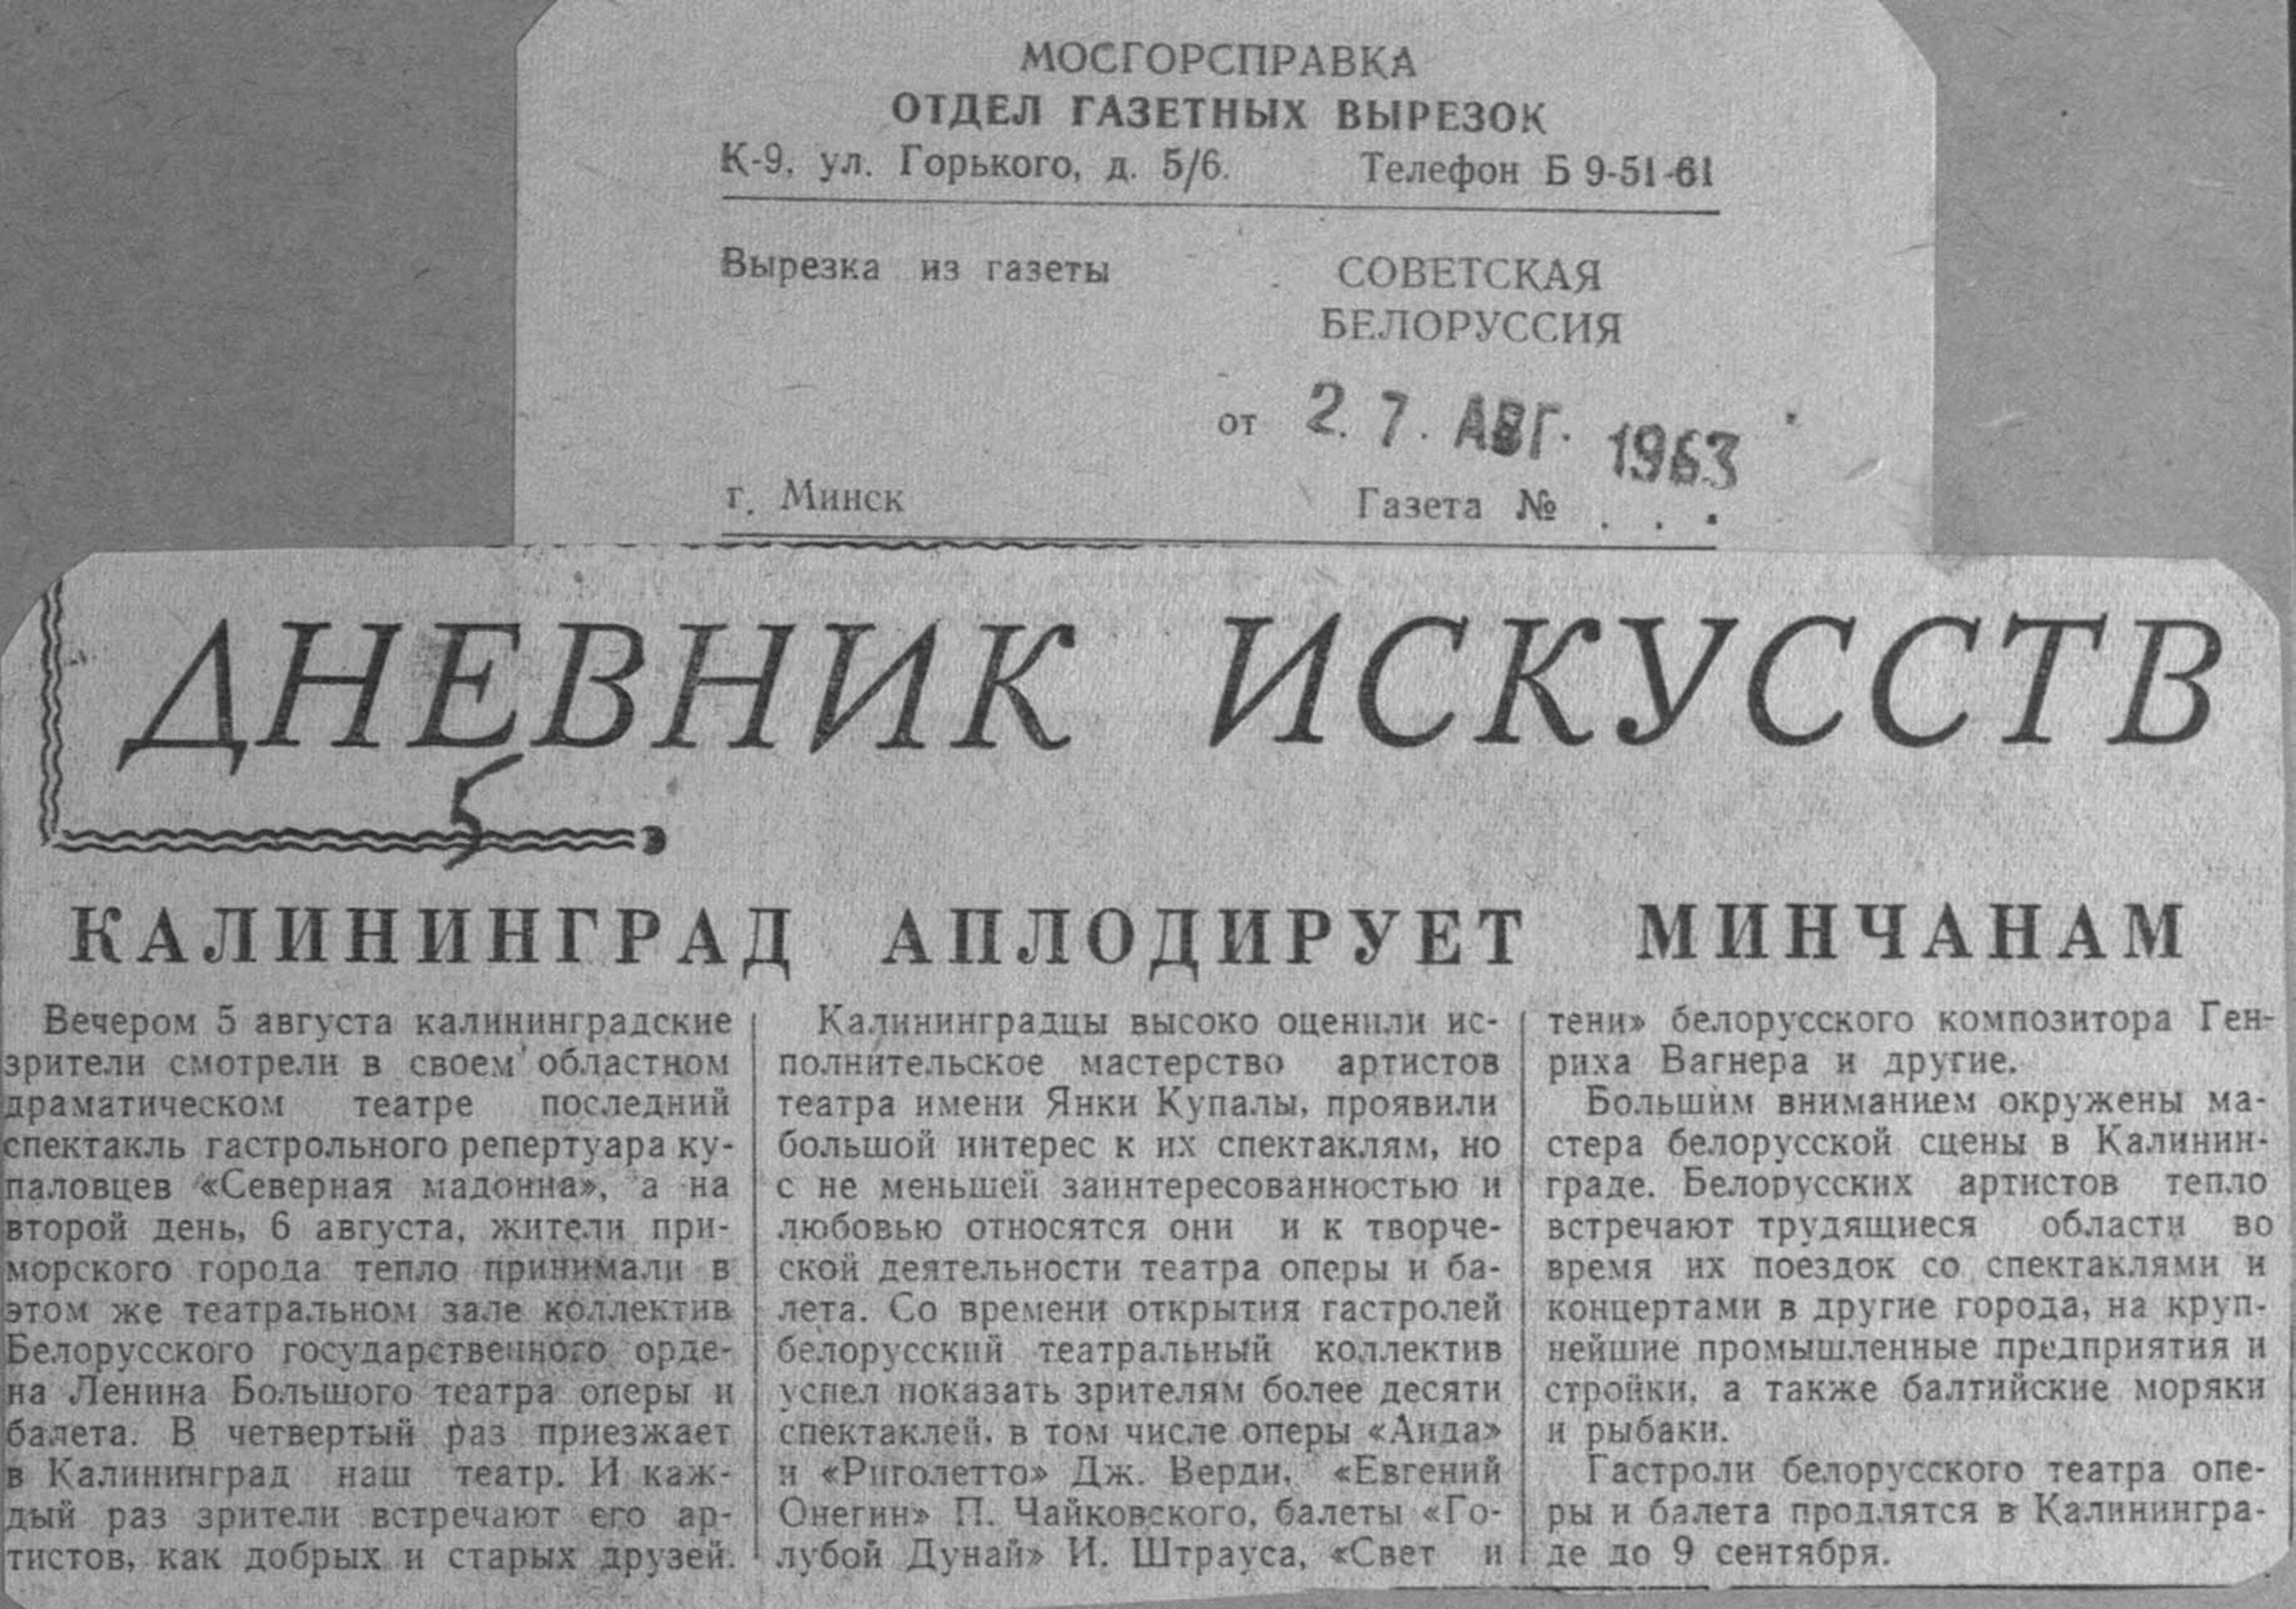 МОСГОРСПРАВКА
ОТДЕЛ ГАЗЕТНЫХ ВЫРЕЗОК
К-9, ул. Горького, д. 5/6. Телефон Б 9-51-61
Вырезка из газеты
СОВЕТСКАЯ
БЕЛОРУССИЯ
от 2. 7. АВГ. 1963
г. Минск Газета № . . .
ДНЕВНИК ИСКУССТВ
5
КАЛИНИНГРАД АПЛОДИРУЕТ МИНЧАНАМ
Вечером 5 августа калининградские
зрители смотрели в своем областном
драматическом театре последний
спектакль гастрольного репертуара ку-
паловцев «Северная мадонна», а на
второй день, 6 августа, жители при-
морского города тепло принимали в
этом же театральном зале коллектив
Белорусского государственного орде-
на Ленина Большого театра оперы и
балета. В четвертый раз приезжает
в Калининград наш театр. И каж-
дый раз зрители встречают его ар-
тистов, как добрых и старых друзей.
Калининградцы высоко оценили ис-
полнительское мастерство артистов
театра имени Янки Купалы, проявили
большой интерес к их спектаклям, но
с не меньшей заинтересованностью и
любовью относятся они и к творче-
ской деятельности театра оперы и ба-
лета. Со времени открытия гастролей
белорусский театральный коллектив
успел показать зрителям более десяти
спектаклей, в том числе оперы «Аида»
и «Риголетто» Дж. Верди, «Евгений
Онегин» П. Чайковского, балеты «Го-
лубой Дунай» И. Штрауса, «Свет и
тени» белорусского композитора Ген-
риха Вагнера и другие.
Большим вниманием окружены ма-
стера белорусской сцены в Калинин-
граде. Белорусских артистов тепло
встречают трудящиеся области во
время их поездок со спектаклями и
концертами в другие города, на круп-
нейшие промышленные предприятия и
стройки, а также балтийские моряки
и рыбаки.
Гастроли белорусского театра опе-
ры и балета продлятся в Калинингра-
де до 9 сентября.